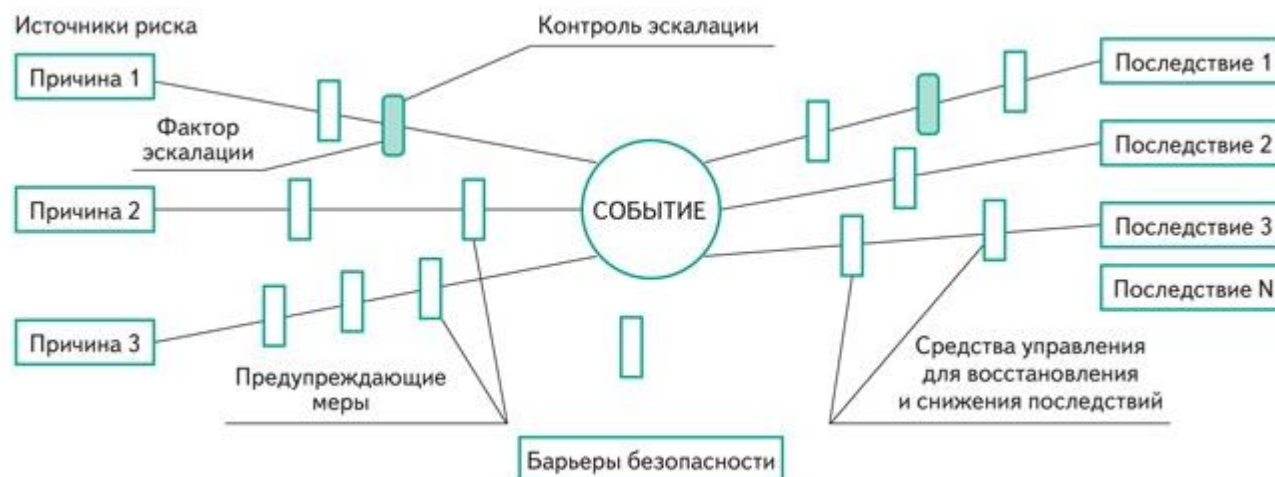 Источники риска
Контроль эскалации
Причина 1
Последствие 1
Фактор
эскалации
Последствие 2
Причина 2
СОБЫТИЕ
Последствие 3
Последствие N
Причина 3
Предупреждающие
меры
Средства управления
для восстановления
и снижения последствий
Барьеры безопасности